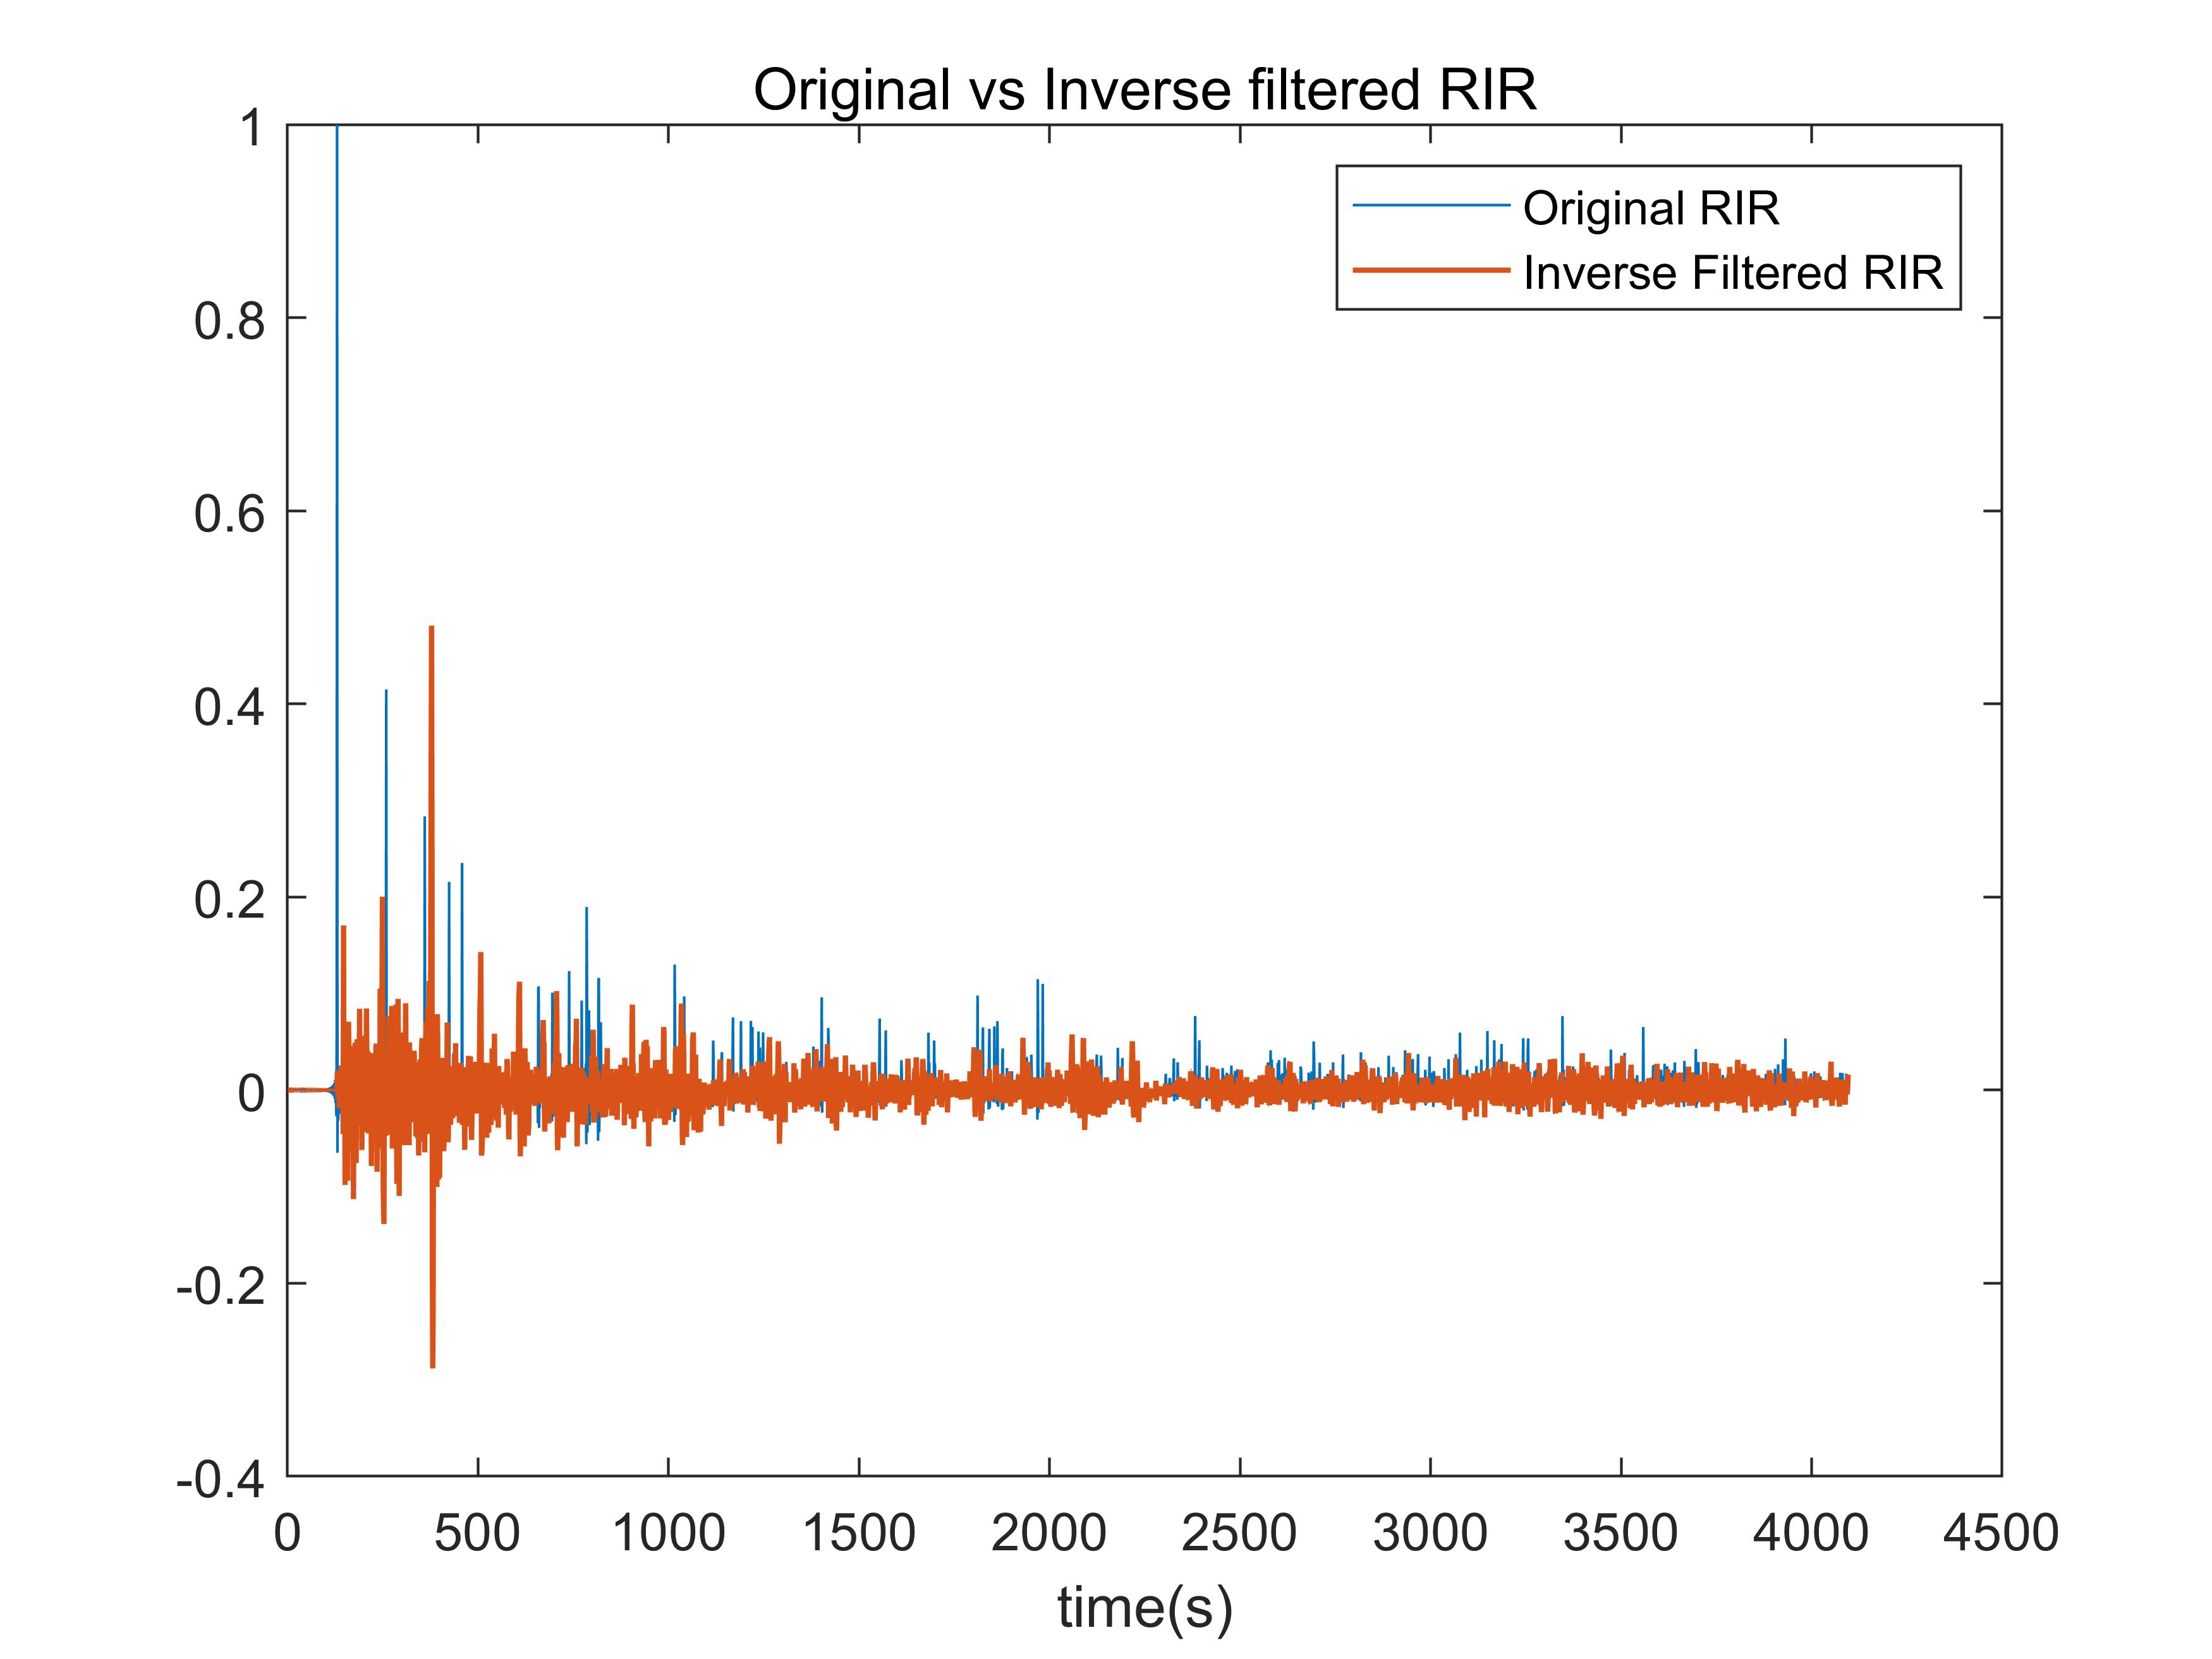 Original vs Inverse filtered RIR
1
0.8
0.6
0.4
0.2
0
-0.2
-0.4
Original RIR
Inverse Filtered RIR
0 500 1000 1500 2000 2500 3000 3500 4000 4500
time(s)